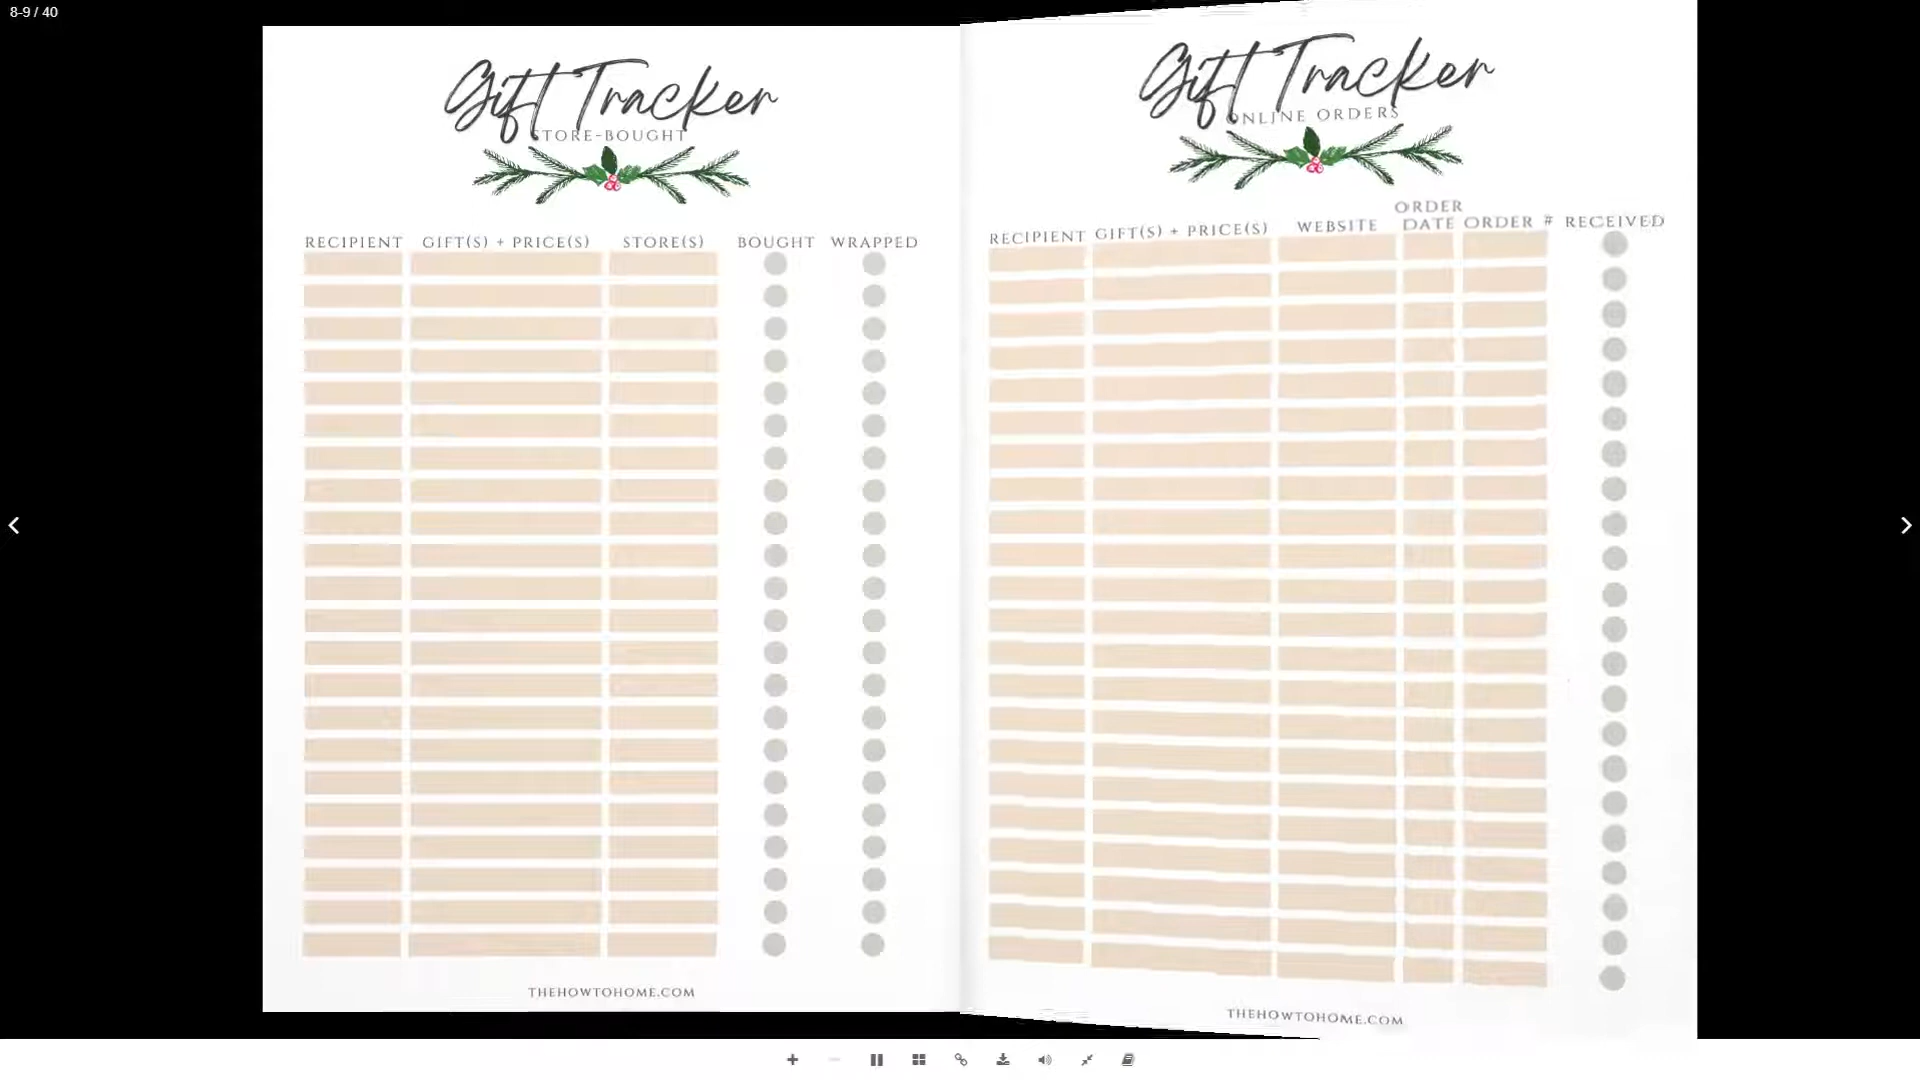 8-9 / 40
Gift Tracker
STORE-BOUGHT
RECIPIENT GIFT(S) + PRICE(S) STORE(S) BOUGHT WRAPPED
THEHOWTOHOME.COM
Gift Tracker
ONLINE ORDERS
RECIPIENT GIFT(S) + PRICE(S) WEBSITE ORDER DATE ORDER # RECEIVED
THEHOWTOHOME.COM